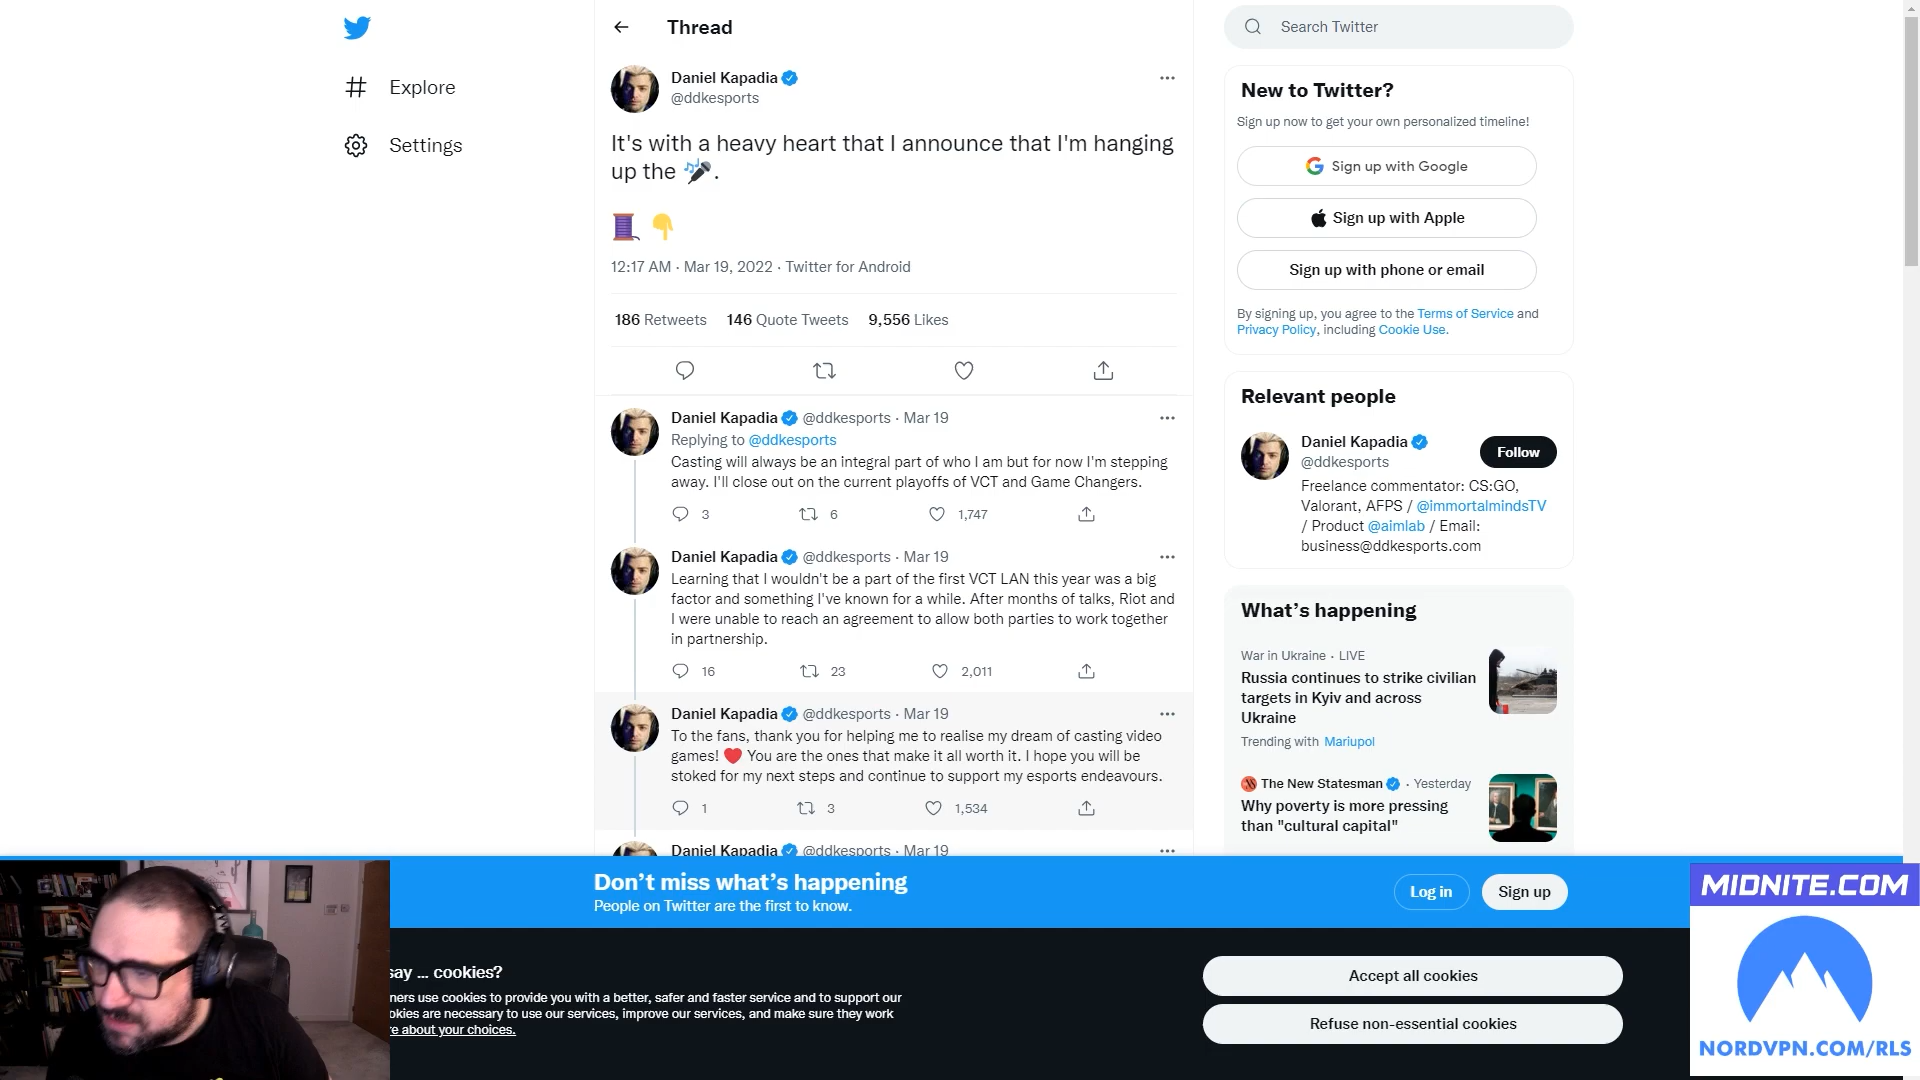 Explore
Settings
Thread
Daniel Kapadia
@ddkesports
It's with a heavy heart that I announce that I'm hanging
up the 🎤.
🧵 👇
12:17 AM · Mar 19, 2022 · Twitter for Android
186 Retweets 146 Quote Tweets 9,556 Likes
Daniel Kapadia @ddkesports · Mar 19
Replying to @ddkesports
Casting will always be an integral part of who I am but for now I'm stepping
away. I'll close out on the current playoffs of VCT and Game Changers.
3 6 1,747
Daniel Kapadia @ddkesports · Mar 19
Learning that I wouldn't be a part of the first VCT LAN this year was a big
factor and something I've known for a while. After months of talks, Riot and
I were unable to reach an agreement to allow both parties to work together
in partnership.
16 23 2,011
Daniel Kapadia @ddkesports · Mar 19
To the fans, thank you for helping me to realise my dream of casting video
games! ❤️ You are the ones that make it all worth it. I hope you will be
stoked for my next steps and continue to support my esports endeavours.
1 3 1,534
Daniel Kapadia @ddkesports · Mar 19
Search Twitter
New to Twitter?
Sign up now to get your own personalized timeline!
Sign up with Google
Sign up with Apple
Sign up with phone or email
By signing up, you agree to the Terms of Service and
Privacy Policy, including Cookie Use.
Relevant people
Daniel Kapadia
@ddkesports
Follow
Freelance commentator: CS:GO,
Valorant, AFPS / @immortalmindsTV
/ Product @aimlab / Email:
business@ddkesports.com
What's happening
War in Ukraine · LIVE
Russia continues to strike civilian
targets in Kyiv and across
Ukraine
Trending with Mariupol
The New Statesman · Yesterday
Why poverty is more pressing
than "cultural capital"
Don't miss what's happening
People on Twitter are the first to know.
Log in
Sign up
say ... cookies?
ners use cookies to provide you with a better, safer and faster service and to support our
okies are necessary to use our services, improve our services, and make sure they work
re about your choices.
Accept all cookies
Refuse non-essential cookies
MIDNITE.COM
NORDVPN.COM/RLS